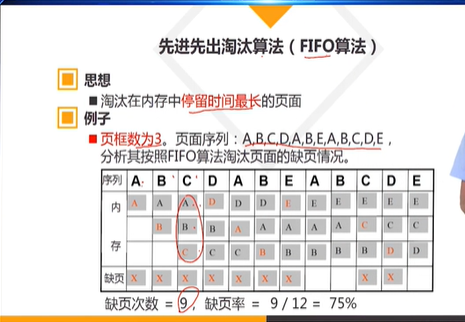 先进先出淘汰算法（FIFO算法）
思想
淘汰在内存中停留时间最长的页面
例子
页框数为3。页面序列：A,B,C,D,A,B,E,A,B,C,D,E，
分析其按照FIFO算法淘汰页面的缺页情况。
序列 A B C D A B E A B C D E
内 A A A D D D E E E E E E
B B B A A A A A C C C
存 C C C B B B B B D D
缺页 X X X X X X X X X
缺页次数 = 9，缺页率 = 9 / 12 = 75%